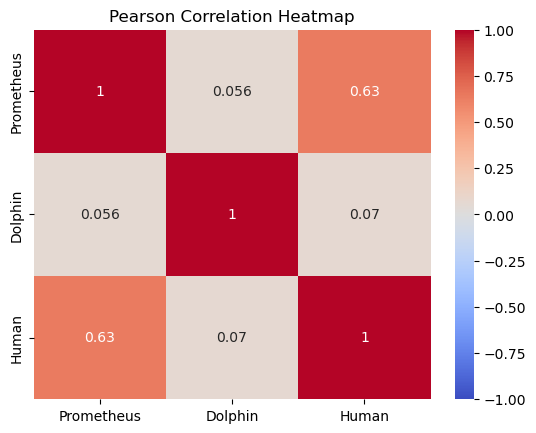 Pearson Correlation Heatmap
Prometheus
1
0.056
0.63
Dolphin
0.056
1
0.07
Human
0.63
0.07
1
Prometheus
Dolphin
Human
1.00
0.75
0.50
0.25
0.00
−0.25
−0.50
−0.75
−1.00